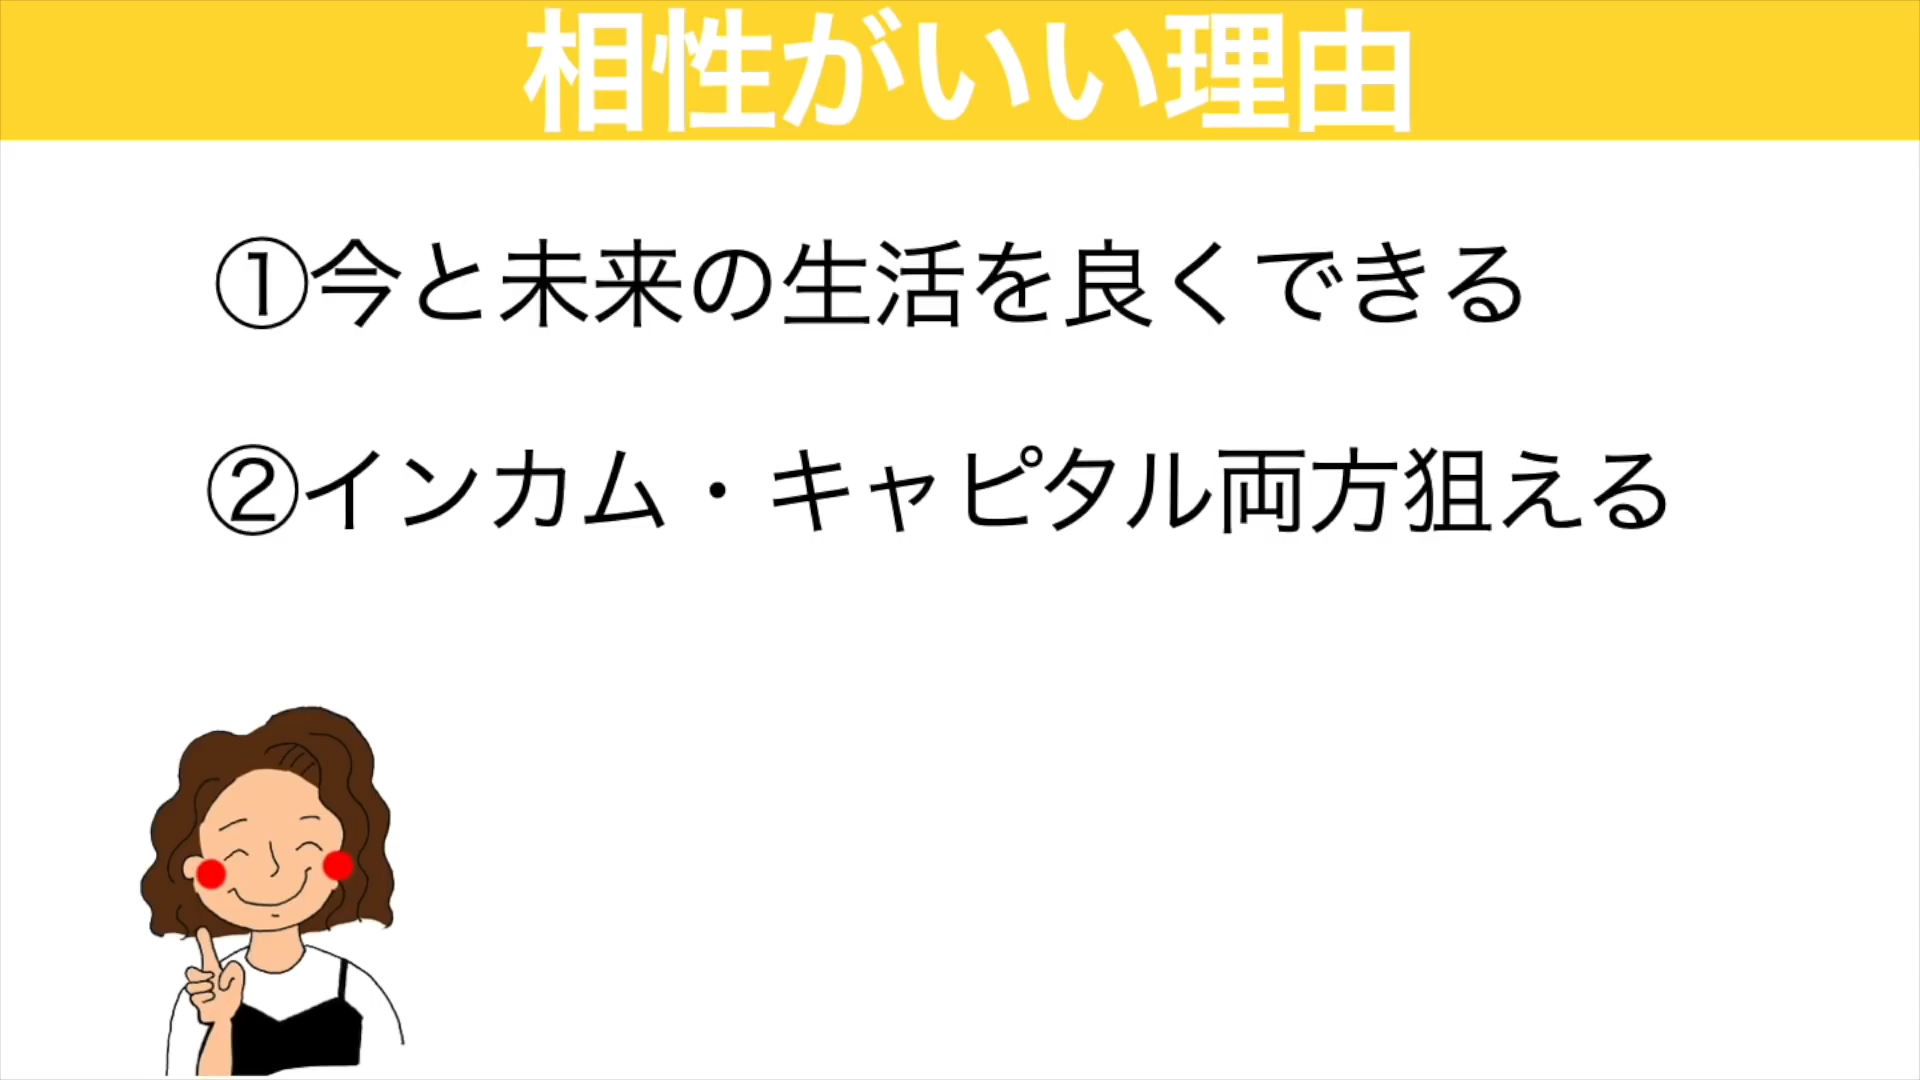 相性がいい理由
①今と未来の生活を良くできる
②インカム・キャピタル両方狙える